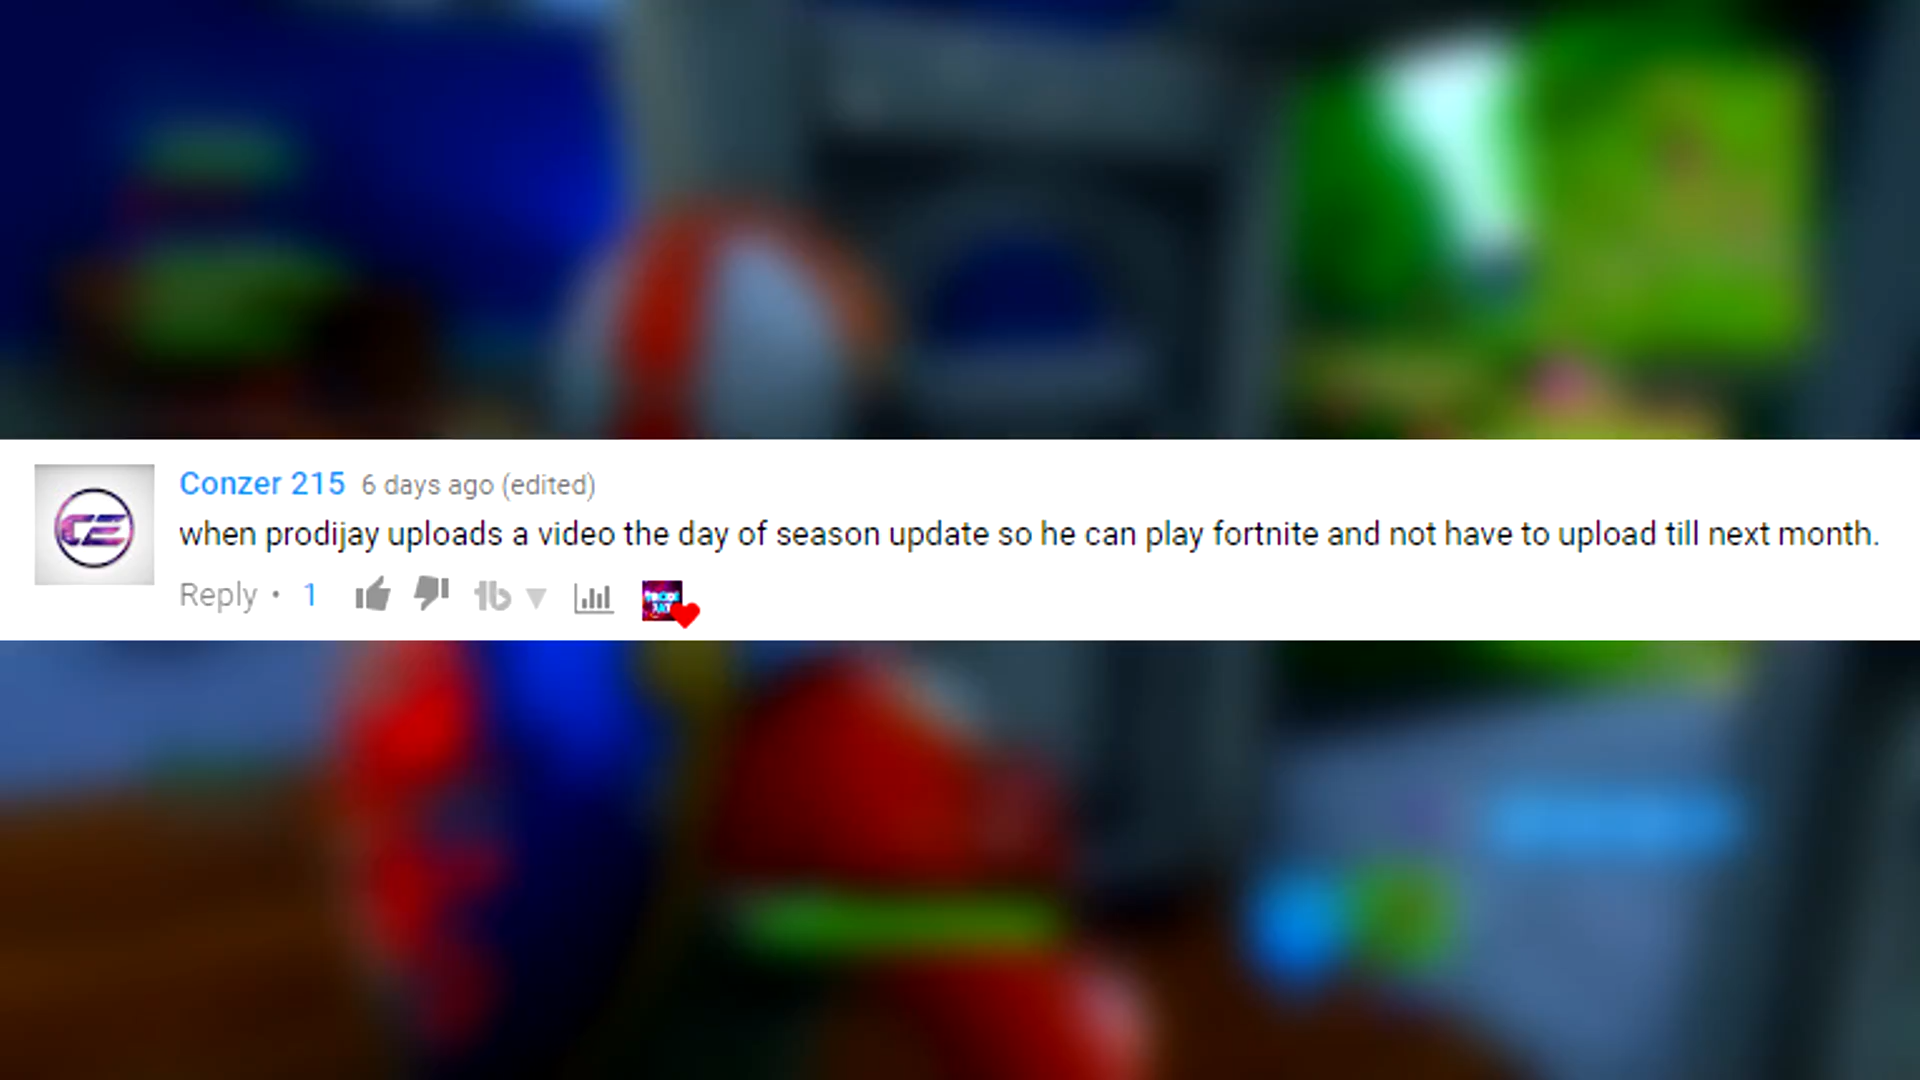 Conzer 215 6 days ago (edited)
when prodijay uploads a video the day of season update so he can play fortnite and not have to upload till next month.
Reply • 1